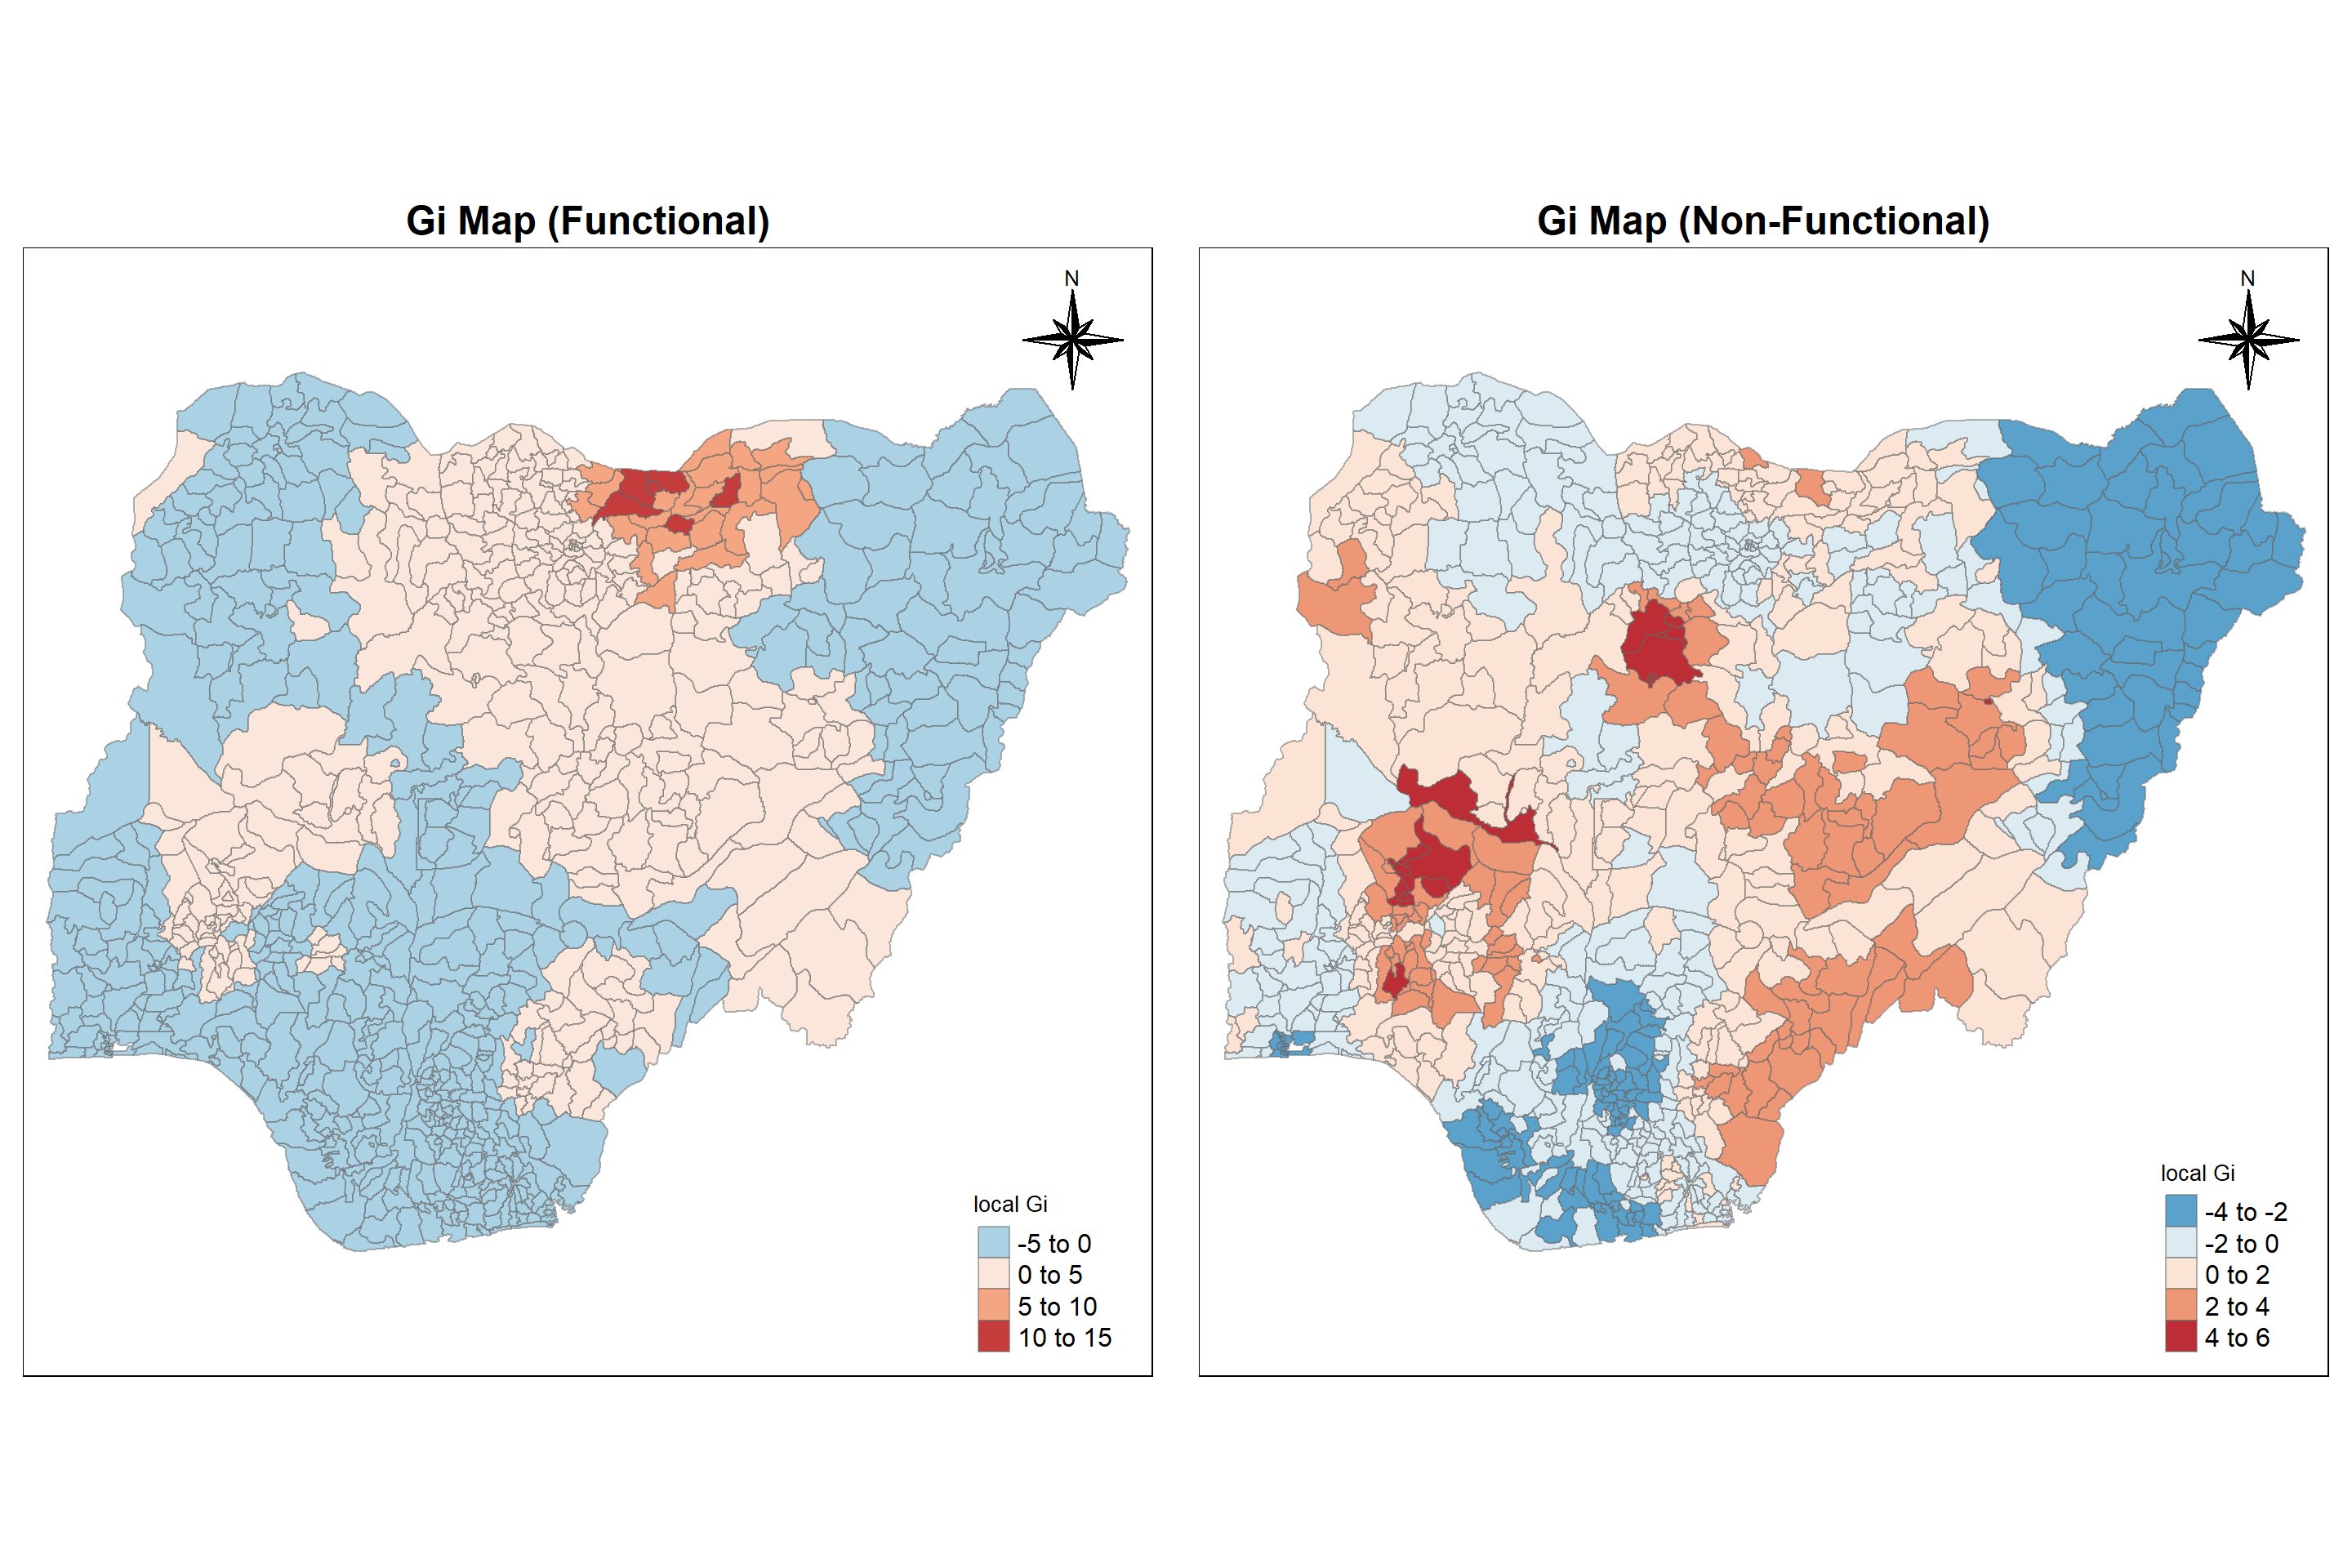 Gi Map (Functional)
N
local Gi
-5 to 0
0 to 5
5 to 10
10 to 15
Gi Map (Non-Functional)
N
local Gi
-4 to -2
-2 to 0
0 to 2
2 to 4
4 to 6